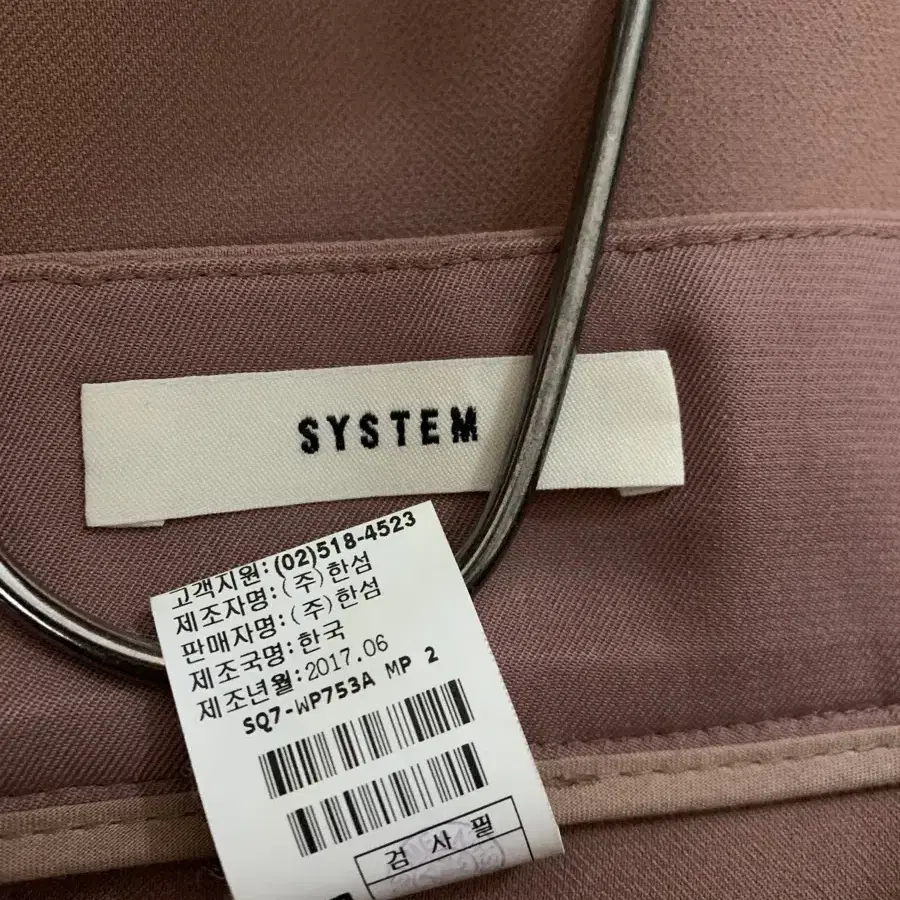 SYSTEM
고객지원:(02)518-4523
제조자명:(주)한섬
판매자명:(주)한섬
제조국명:한국
제조년월:2017.06
SQ7-WP753A MP 2
검사필